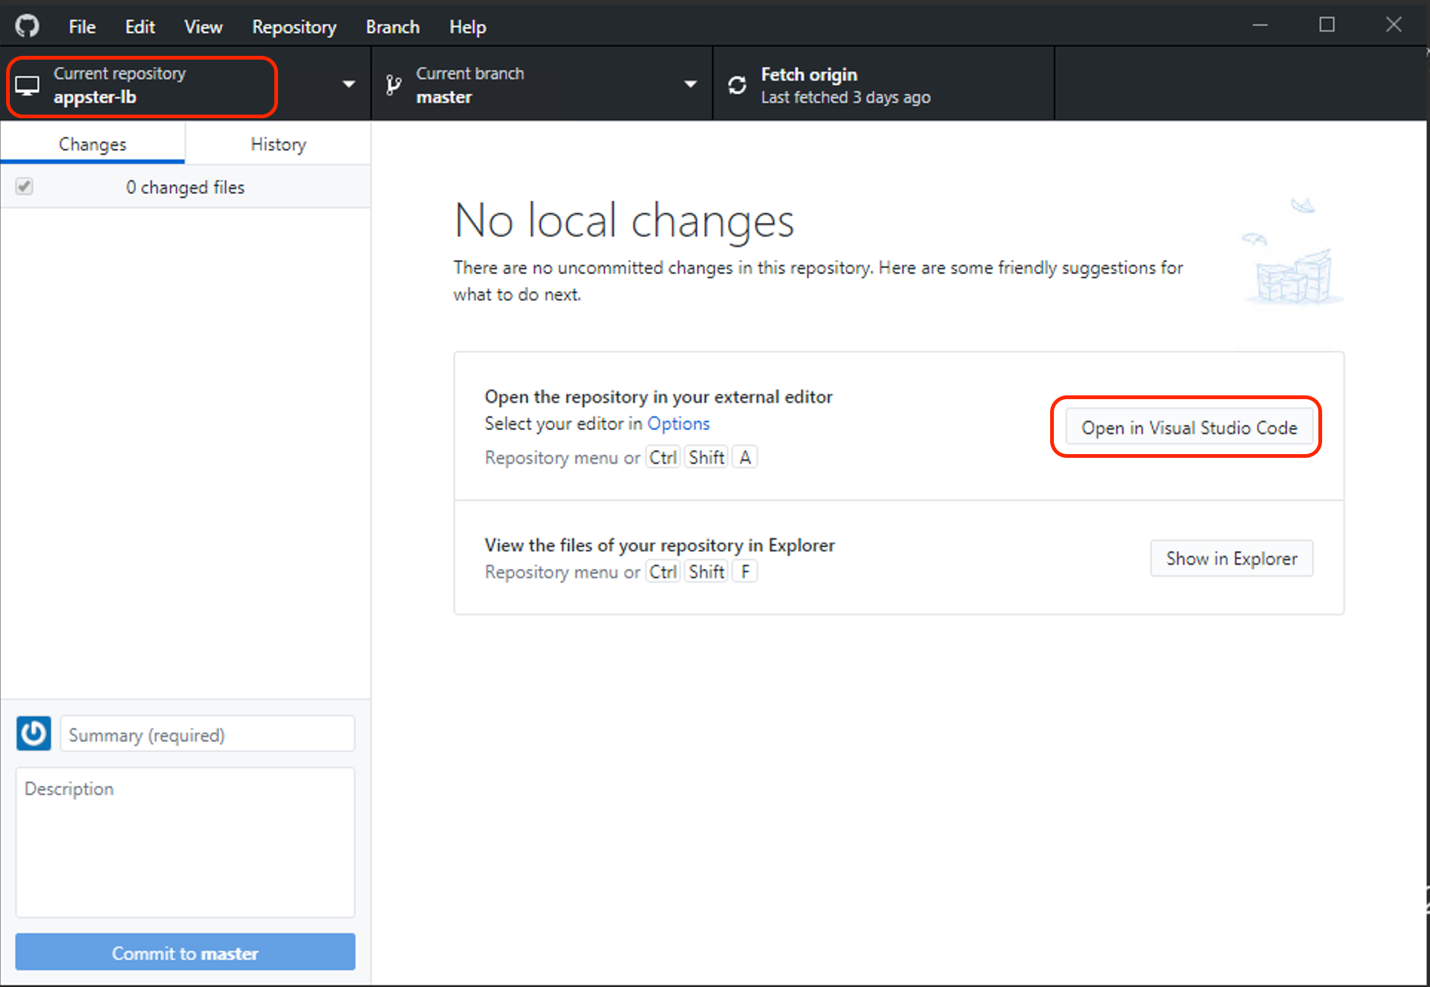 File Edit View Repository Branch Help
Current repository
appster-lb
Current branch
master
Fetch origin
Last fetched 3 days ago
Changes
History
0 changed files
No local changes
There are no uncommitted changes in this repository. Here are some friendly suggestions for
what to do next.
Open the repository in your external editor
Select your editor in Options
Repository menu or Ctrl Shift A
Open in Visual Studio Code
View the files of your repository in Explorer
Repository menu or Ctrl Shift F
Show in Explorer
Summary (required)
Description
Commit to master